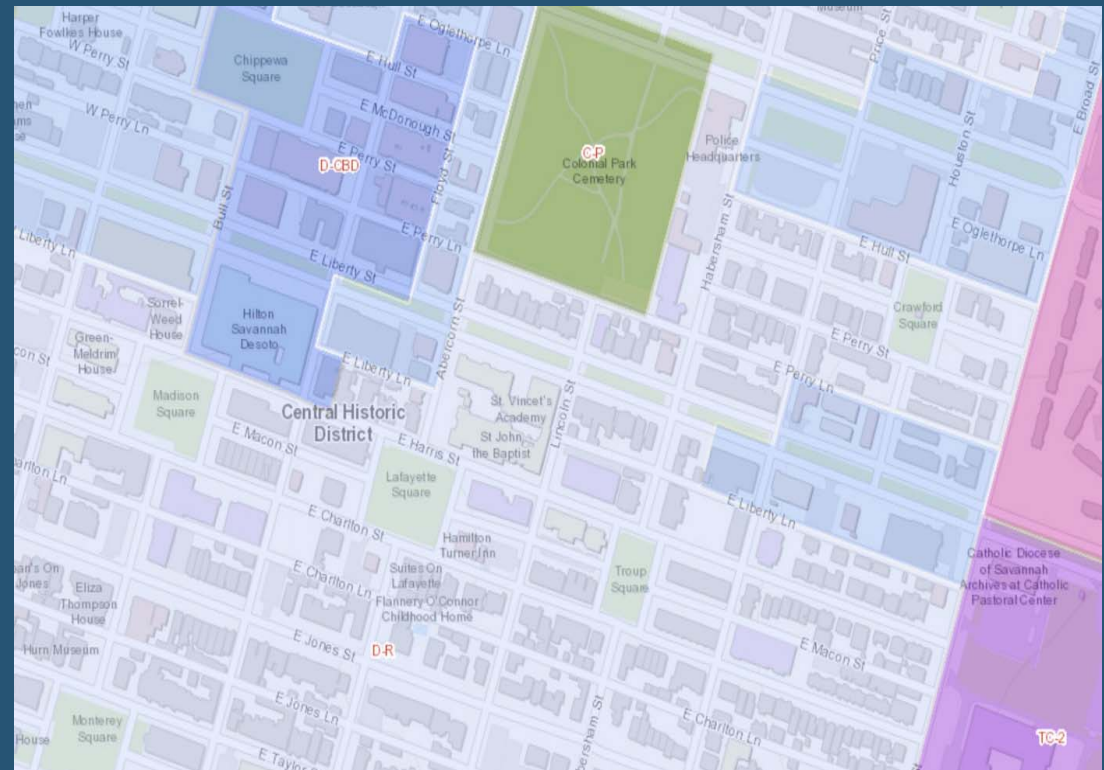 Museum
Harper
Fowlkes House
E Oglethorpe Ln
W Perry St
Chippewa
Square
E Hull St
Price St
E Broad St
W Perry Ln
E McDonough St
E Perry St
D-CBD
C-P
Colonial Park
Cemetery
Police
Headquarters
Houston St
Floyd St
Bull St
E Perry Ln
Habersham St
E Hull St
E Oglethorpe Ln
Liberty Ln
E Liberty St
Sorrel-
Weed
House
Hilton
Savannah
Desoto
Abercorn St
Crawford
Square
Green-
Meldrim
House
E Perry St
E Liberty Ln
E Perry Ln
Madison
Square
Central Historic
District
St. Vincet's
Academy
St John
the Baptist
Lincoln St
E Macon St
E Harris St
Lafayette
Square
E Liberty Ln
E Charlton St
Hamilton
Turner Inn
Catholic Diocese
of Savannah
Archives at Catholic
Pastoral Center
Troup
Square
E Charlton Ln
Suites On
Lafayette
Flannery O'Connor
Childhood Home
Jones
Eliza
Thompson
House
E Jones St
D-R
E Macon St
Hurn Museum
E Jones Ln
E Charlton Ln
Monterey
Square
House
E Taylor
ersham St
TC-2